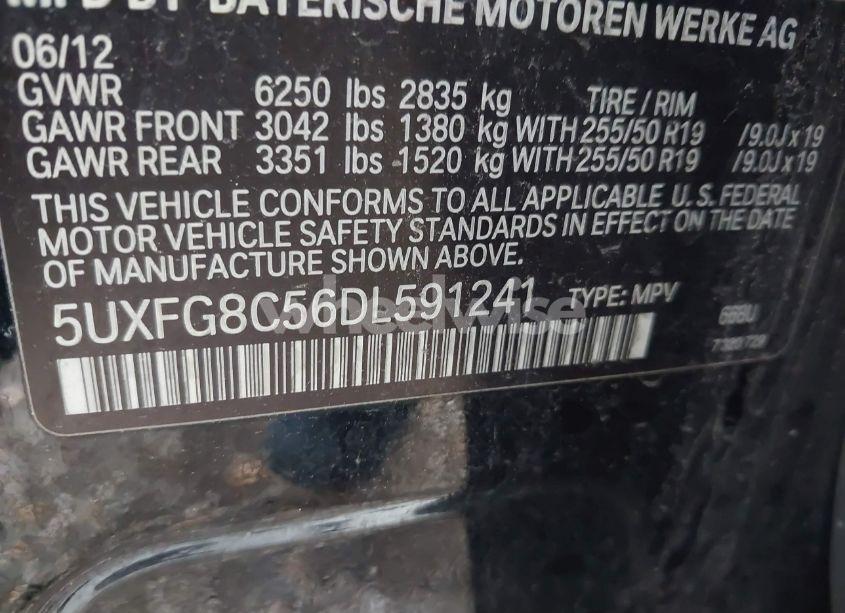 MFD BY BAYERISCHE MOTOREN WERKE AG
06/12
GVWR 6250 lbs 2835 kg TIRE / RIM
GAWR FRONT 3042 lbs 1380 kg WITH 255/50 R19 /9.0J x 19
GAWR REAR 3351 lbs 1520 kg WITH 255/50 R19 /9.0J x 19
THIS VEHICLE CONFORMS TO ALL APPLICABLE U.S. FEDERAL
MOTOR VEHICLE SAFETY STANDARDS IN EFFECT ON THE DATE
OF MANUFACTURE SHOWN ABOVE.
5UXFG8C56DL591241 TYPE: MPV
wheelwise